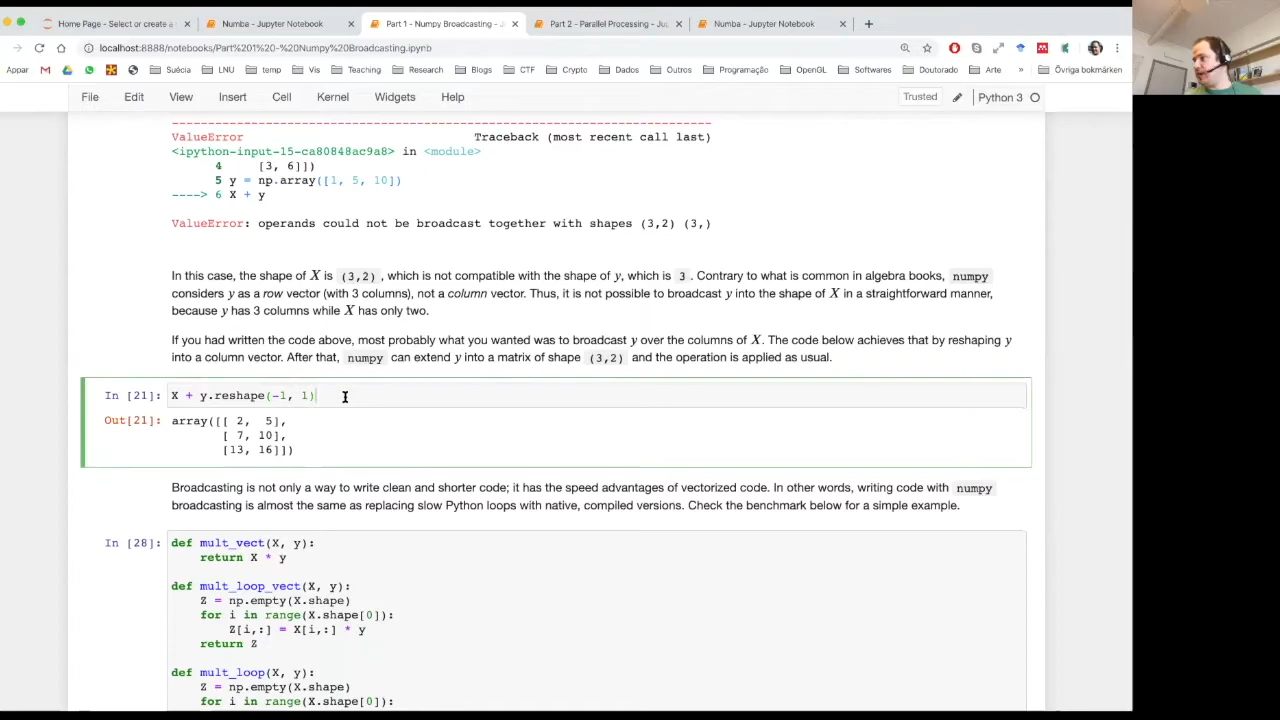 Home Page - Select or create a
Numba - Jupyter Notebook
Part 1 - Numpy Broadcasting - J
Part 2 - Parallel Processing - Ju
Numba - Jupyter Notebook
localhost:8888/notebooks/Part%201%20-%20Numpy%20Broadcasting.ipynb
Appar
Suécia
LNU
temp
Vis
Teaching
Research
Blogs
CTF
Crypto
Dados
Outros
Programação
OpenGL
Softwares
Doutorado
Arte
»
Övriga bokmärken
File
Edit
View
Insert
Cell
Kernel
Widgets
Help
Trusted
Python 3
---------------------------------------------------------------------------
ValueError Traceback (most recent call last)
<ipython-input-15-ca80848ac9a8> in <module>
4 [3, 6]])
5 y = np.array([1, 5, 10])
----> 6 X + y
ValueError: operands could not be broadcast together with shapes (3,2) (3,)
In this case, the shape of X is (3,2), which is not compatible with the shape of y, which is 3. Contrary to what is common in algebra books, numpy
considers y as a row vector (with 3 columns), not a column vector. Thus, it is not possible to broadcast y into the shape of X in a straightforward manner,
because y has 3 columns while X has only two.
If you had written the code above, most probably what you wanted was to broadcast y over the columns of X. The code below achieves that by reshaping y
into a column vector. After that, numpy can extend y into a matrix of shape (3,2) and the operation is applied as usual.
In [21]: X + y.reshape(-1, 1)
Out[21]: array([[ 2, 5],
[ 7, 10],
[13, 16]])
Broadcasting is not only a way to write clean and shorter code; it has the speed advantages of vectorized code. In other words, writing code with numpy
broadcasting is almost the same as replacing slow Python loops with native, compiled versions. Check the benchmark below for a simple example.
In [28]: def mult_vect(X, y):
return X * y
def mult_loop_vect(X, y):
Z = np.empty(X.shape)
for i in range(X.shape[0]):
Z[i,:] = X[i,:] * y
return Z
def mult_loop(X, y):
Z = np.empty(X.shape)
for i in range(X.shape[0]):